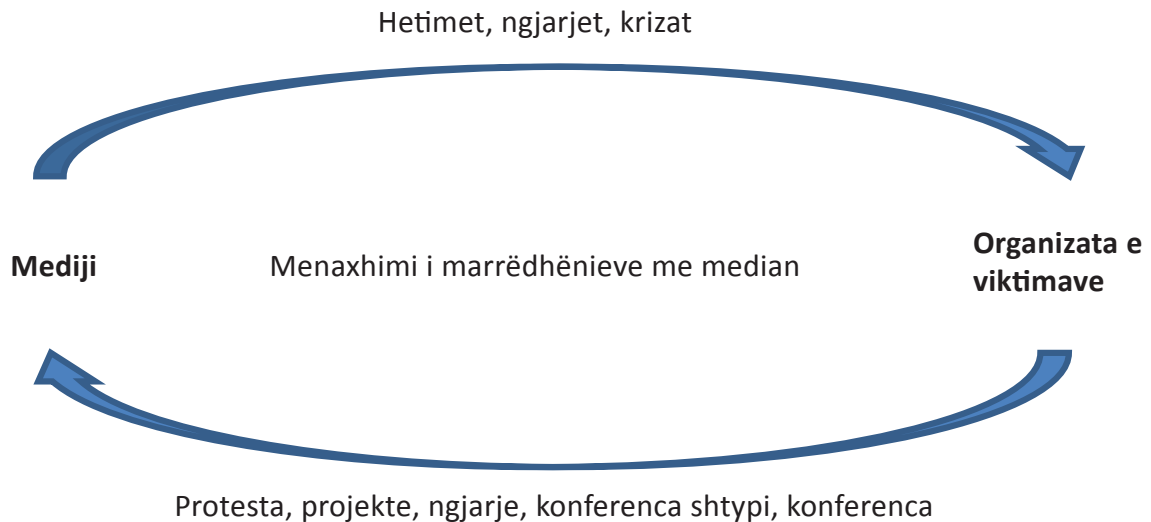 Hetimet, ngjarjet, krizat
Mediji
Menaxhimi i marrëdhënieve me median
Organizata e
viktimave
Protesta, projekte, ngjarje, konferenca shtypi, konferenca